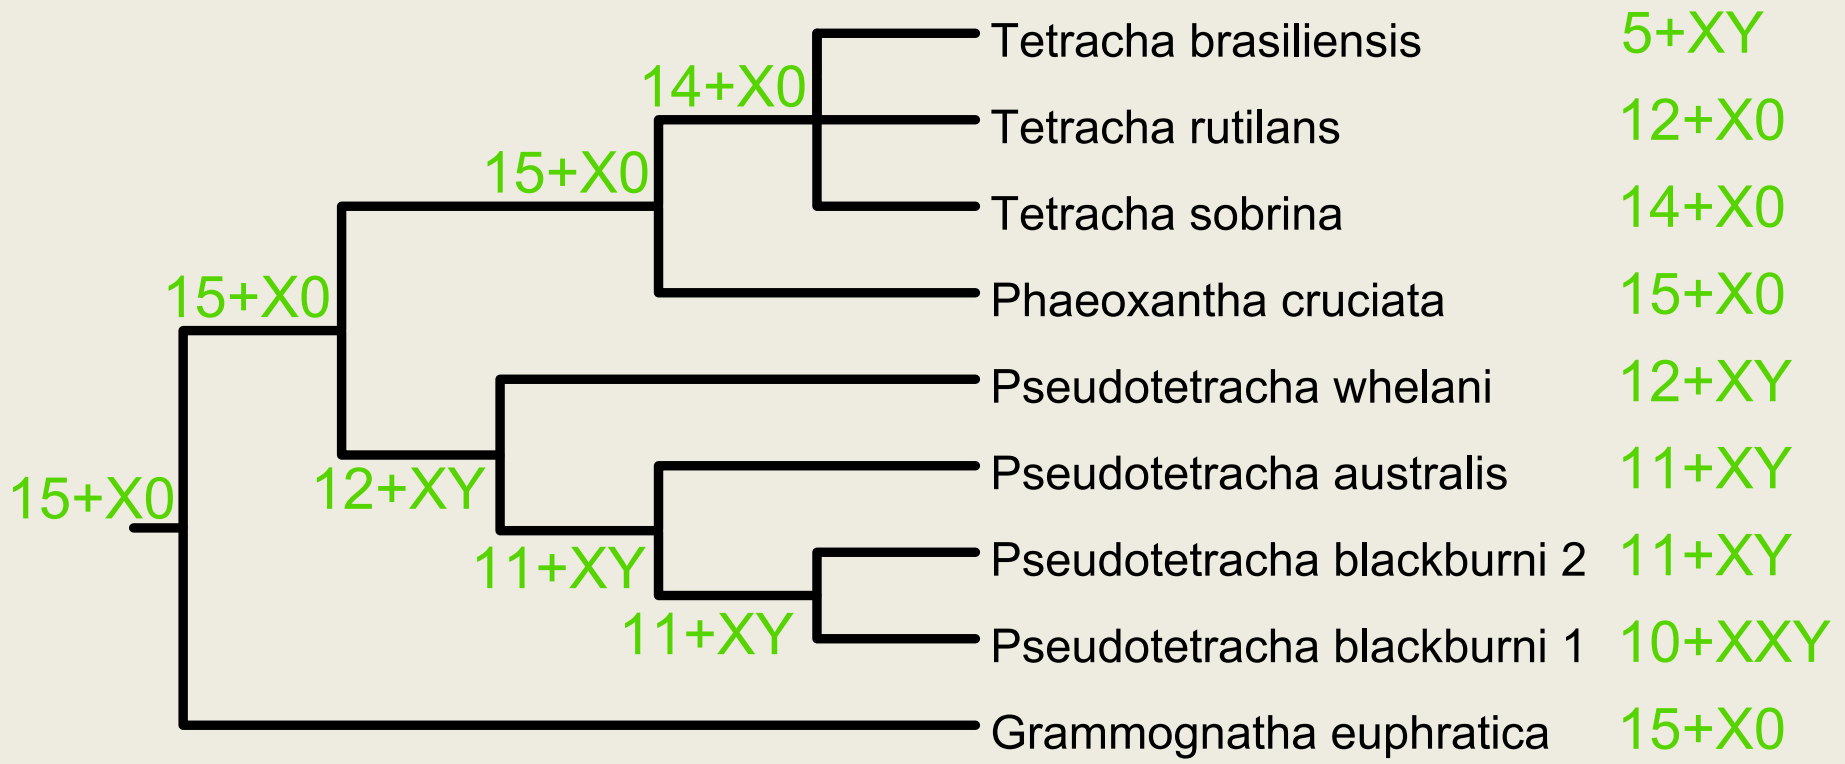 Tetracha brasiliensis 5+XY
14+X0
Tetracha rutilans 12+X0
15+X0
Tetracha sobrina 14+X0
15+X0
Phaeoxantha cruciata 15+X0
Pseudotetracha whelani 12+XY
15+X0
12+XY
Pseudotetracha australis 11+XY
11+XY
Pseudotetracha blackburni 2 11+XY
11+XY
Pseudotetracha blackburni 1 10+XXY
Grammognatha euphratica 15+X0